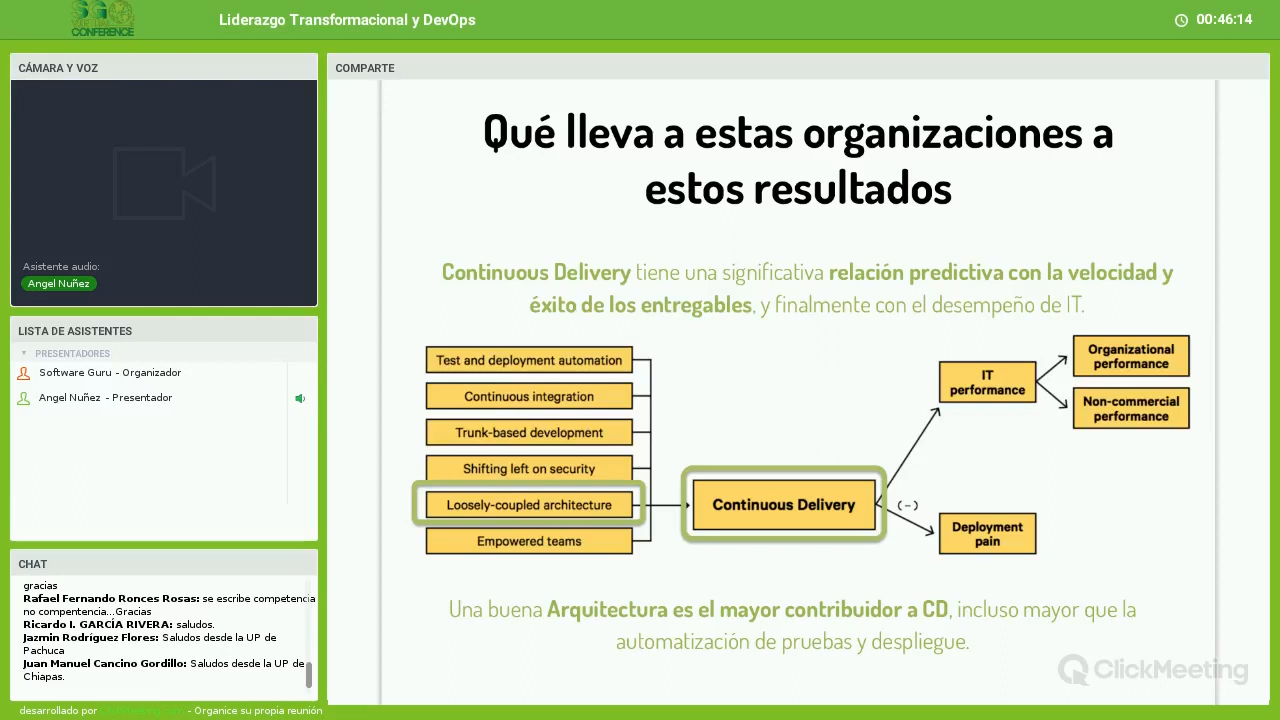 SG
VIRTUAL
CONFERENCE
Liderazgo Transformacional y DevOps
00:46:14
CÁMARA Y VOZ
Asistente audio:
Angel Nuñez
LISTA DE ASISTENTES
PRESENTADORES
Software Guru - Organizador
Angel Nuñez - Presentador
CHAT
gracias
Rafael Fernando Ronces Rosas: se escribe competencia
no compentencia...Gracias
Ricardo I. GARCÍA RIVERA: saludos.
Jazmin Rodríguez Flores: Saludos desde la UP de
Pachuca
Juan Manuel Cancino Gordillo: Saludos desde la UP de
Chiapas.
desarrollado por - Organice su propia reunión
COMPARTE
Qué lleva a estas organizaciones a
estos resultados
Continuous Delivery tiene una significativa relación predictiva con la velocidad y
éxito de los entregables, y finalmente con el desempeño de IT.
Test and deployment automation
Continuous integration
Trunk-based development
Shifting left on security
Loosely-coupled architecture
Empowered teams
Continuous Delivery
(-)
IT
performance
Deployment
pain
Organizational
performance
Non-commercial
performance
Una buena Arquitectura es el mayor contribuidor a CD, incluso mayor que la
automatización de pruebas y despliegue.
ClickMeeting